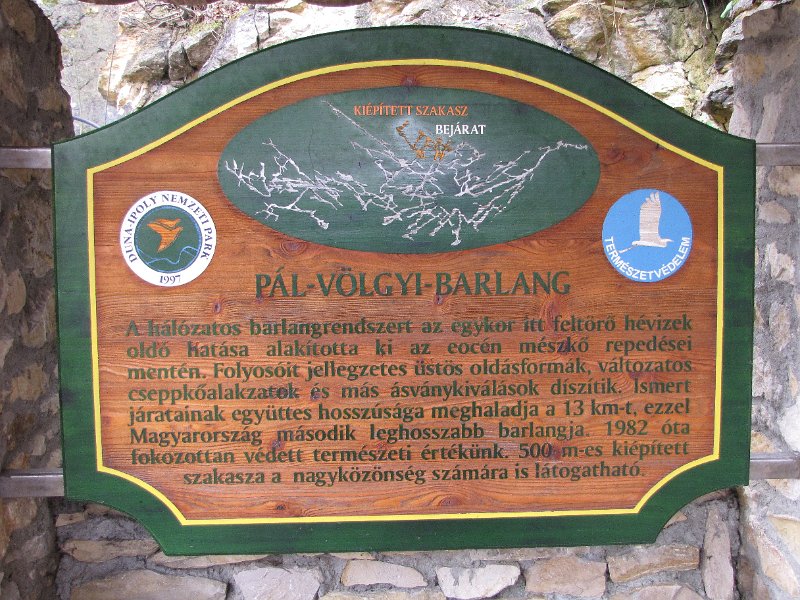 KIÉPÍTETT SZAKASZ
BEJÁRAT
DUNA-IPOLY NEMZETI PARK
1997
TERMÉSZETVÉDELEM
PÁL-VÖLGYI-BARLANG
A hálózatos barlangrendszert az egykor itt feltörő hévizek
oldó hatása alakította ki az eocén mészkő repedései
mentén. Folyosóit jellegzetes üstös oldásformák, változatos
cseppkőalakzatok és más ásványkiválások díszítik. Ismert
járatainak együttes hosszúsága meghaladja a 13 km-t, ezzel
Magyarország második leghosszabb barlangja. 1982 óta
fokozottan védett természeti értékünk. 500 m-es kiépített
szakasza a nagyközönség számára is látogatható.